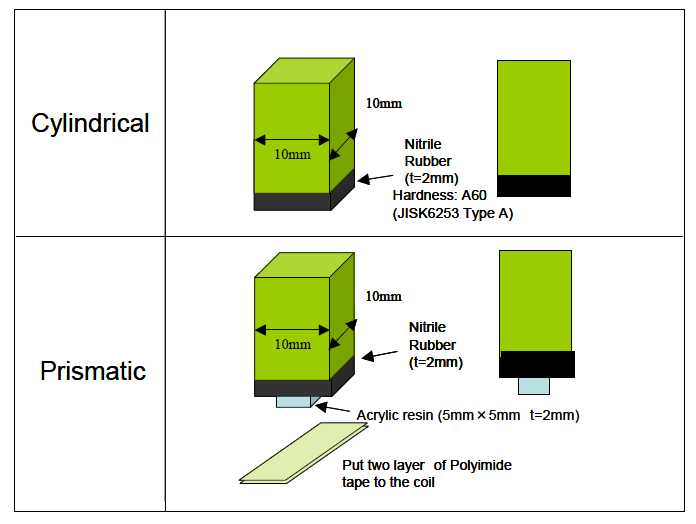 Cylindrical
10mm
10mm
Nitrile
Rubber
(t=2mm)
Hardness: A60
(JISK6253 Type A)
Prismatic
10mm
10mm
Nitrile
Rubber
(t=2mm)
Acrylic resin (5mm×5mm t=2mm)
Put two layer of Polyimide
tape to the coil